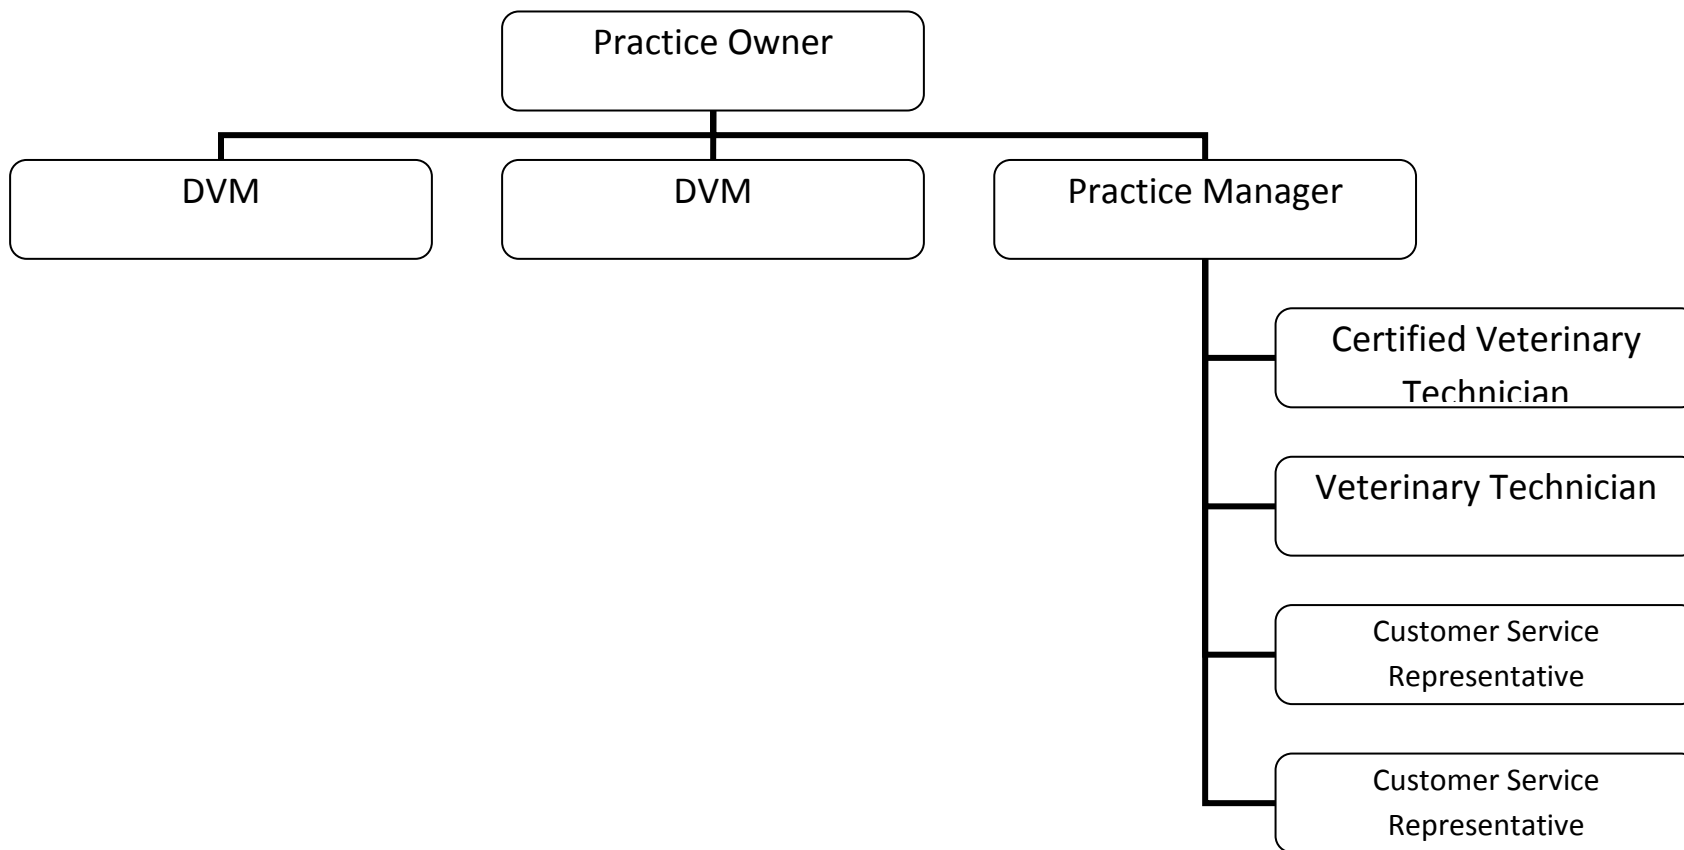 Practice Owner
DVM
DVM
Practice Manager
Certified Veterinary
Technician
Veterinary Technician
Customer Service
Representative
Customer Service
Representative